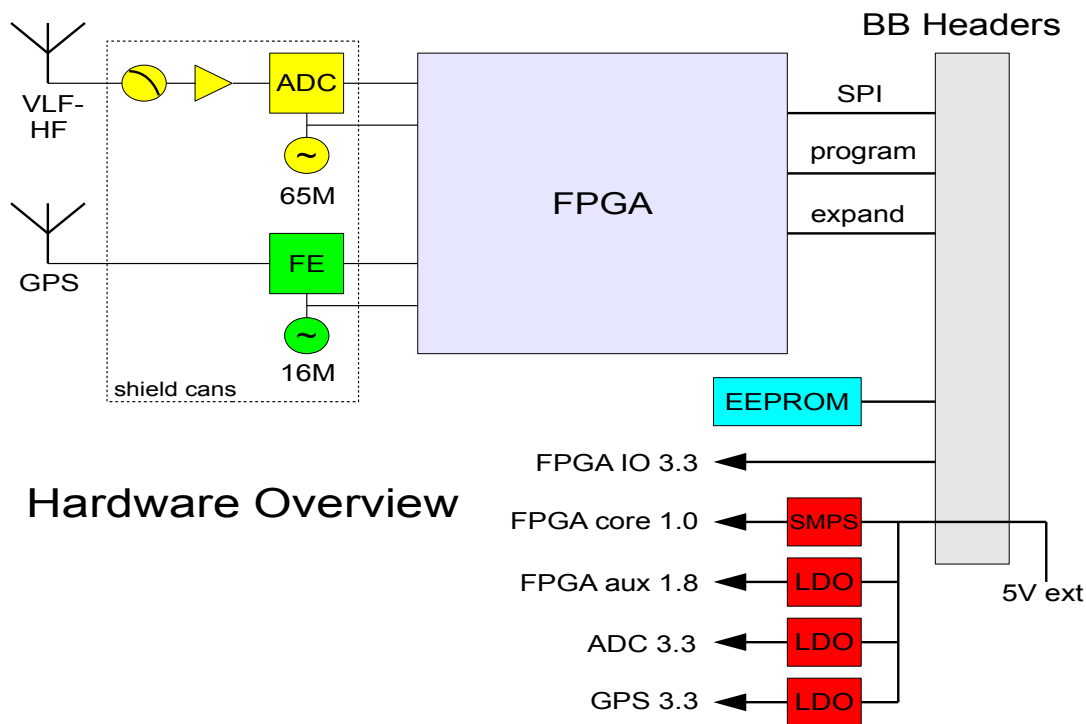 BB Headers
VLF-
HF
ADC
65M
SPI
program
expand
FPGA
GPS
FE
16M
shield cans
EEPROM
FPGA IO 3.3
Hardware Overview
FPGA core 1.0
SMPS
FPGA aux 1.8
LDO
5V ext
ADC 3.3
LDO
GPS 3.3
LDO
~
~